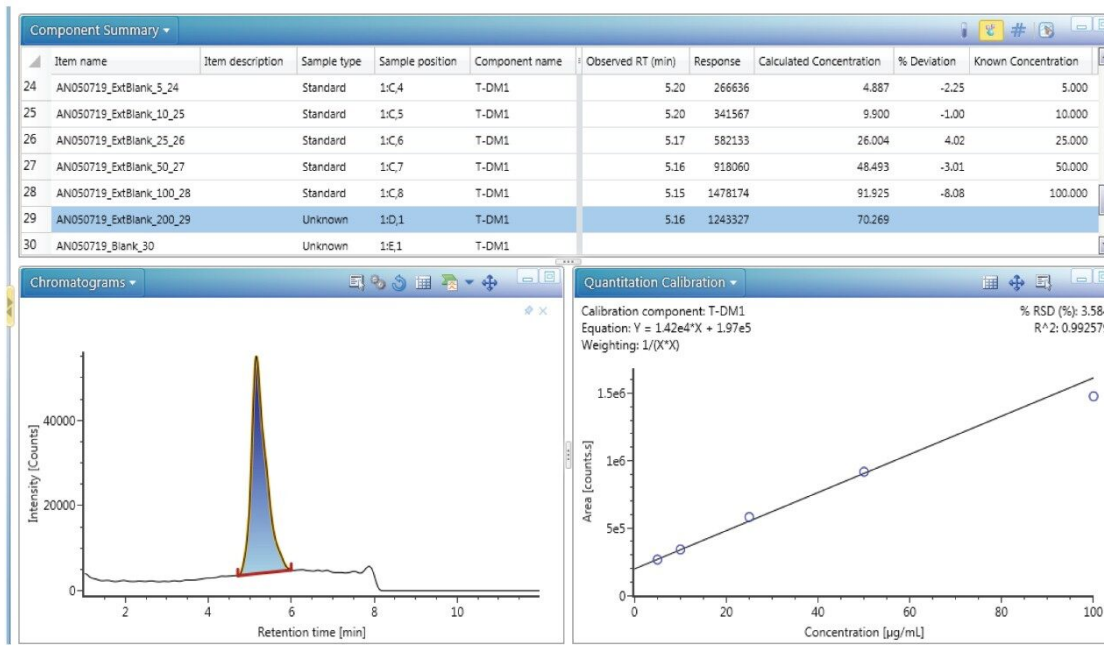 Component Summary
Item name Item description Sample type Sample position Component name Observed RT (min) Response Calculated Concentration % Deviation Known Concentration
24 AN050719_ExtBlank_5_24 Standard 1:C,4 T-DM1 5.20 266636 4.887 -2.25 5.000
25 AN050719_ExtBlank_10_25 Standard 1:C,5 T-DM1 5.20 341567 9.900 -1.00 10.000
26 AN050719_ExtBlank_25_26 Standard 1:C,6 T-DM1 5.17 582133 26.004 4.02 25.000
27 AN050719_ExtBlank_50_27 Standard 1:C,7 T-DM1 5.16 918060 48.493 -3.01 50.000
28 AN050719_ExtBlank_100_28 Standard 1:C,8 T-DM1 5.15 1478174 91.925 -8.08 100.000
29 AN050719_ExtBlank_200_29 Unknown 1:D,1 T-DM1 5.16 1243327 70.269
30 AN050719_Blank_30 Unknown 1:E,1 T-DM1
Chromatograms
Intensity [Counts]
40000
20000
0
2 4 6 8 10
Retention time [min]
Quantitation Calibration
Calibration component: T-DM1 % RSD (%): 3.584
Equation: Y = 1.42e4*X + 1.97e5 R^2: 0.992579
Weighting: 1/(X*X)
Area [counts.s]
1.5e6
1e6
5e5
0
0 20 40 60 80 100
Concentration [µg/mL]